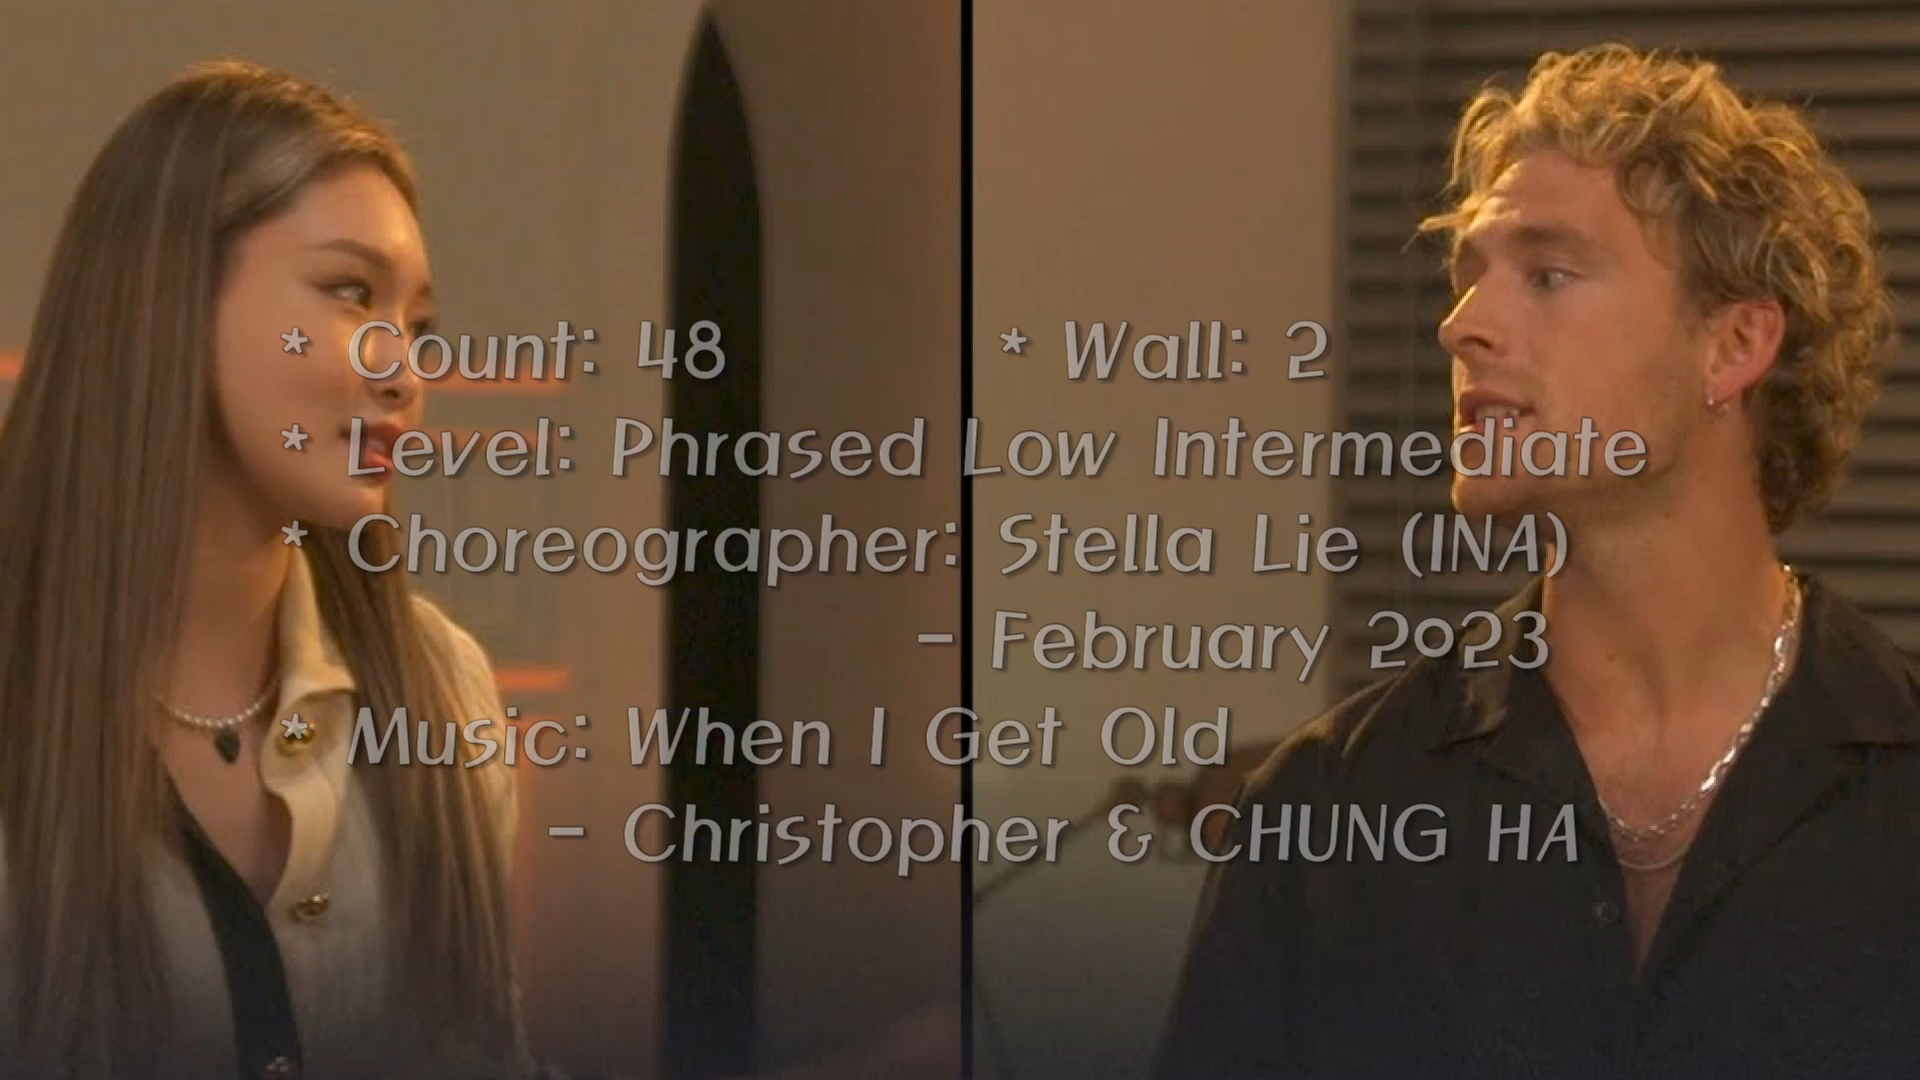 * Count: 48 * Wall: 2
* Level: Phrased Low Intermediate
* Choreographer: Stella Lie (INA)
- February 2023
* Music: When I Get Old
- Christopher & CHUNG HA